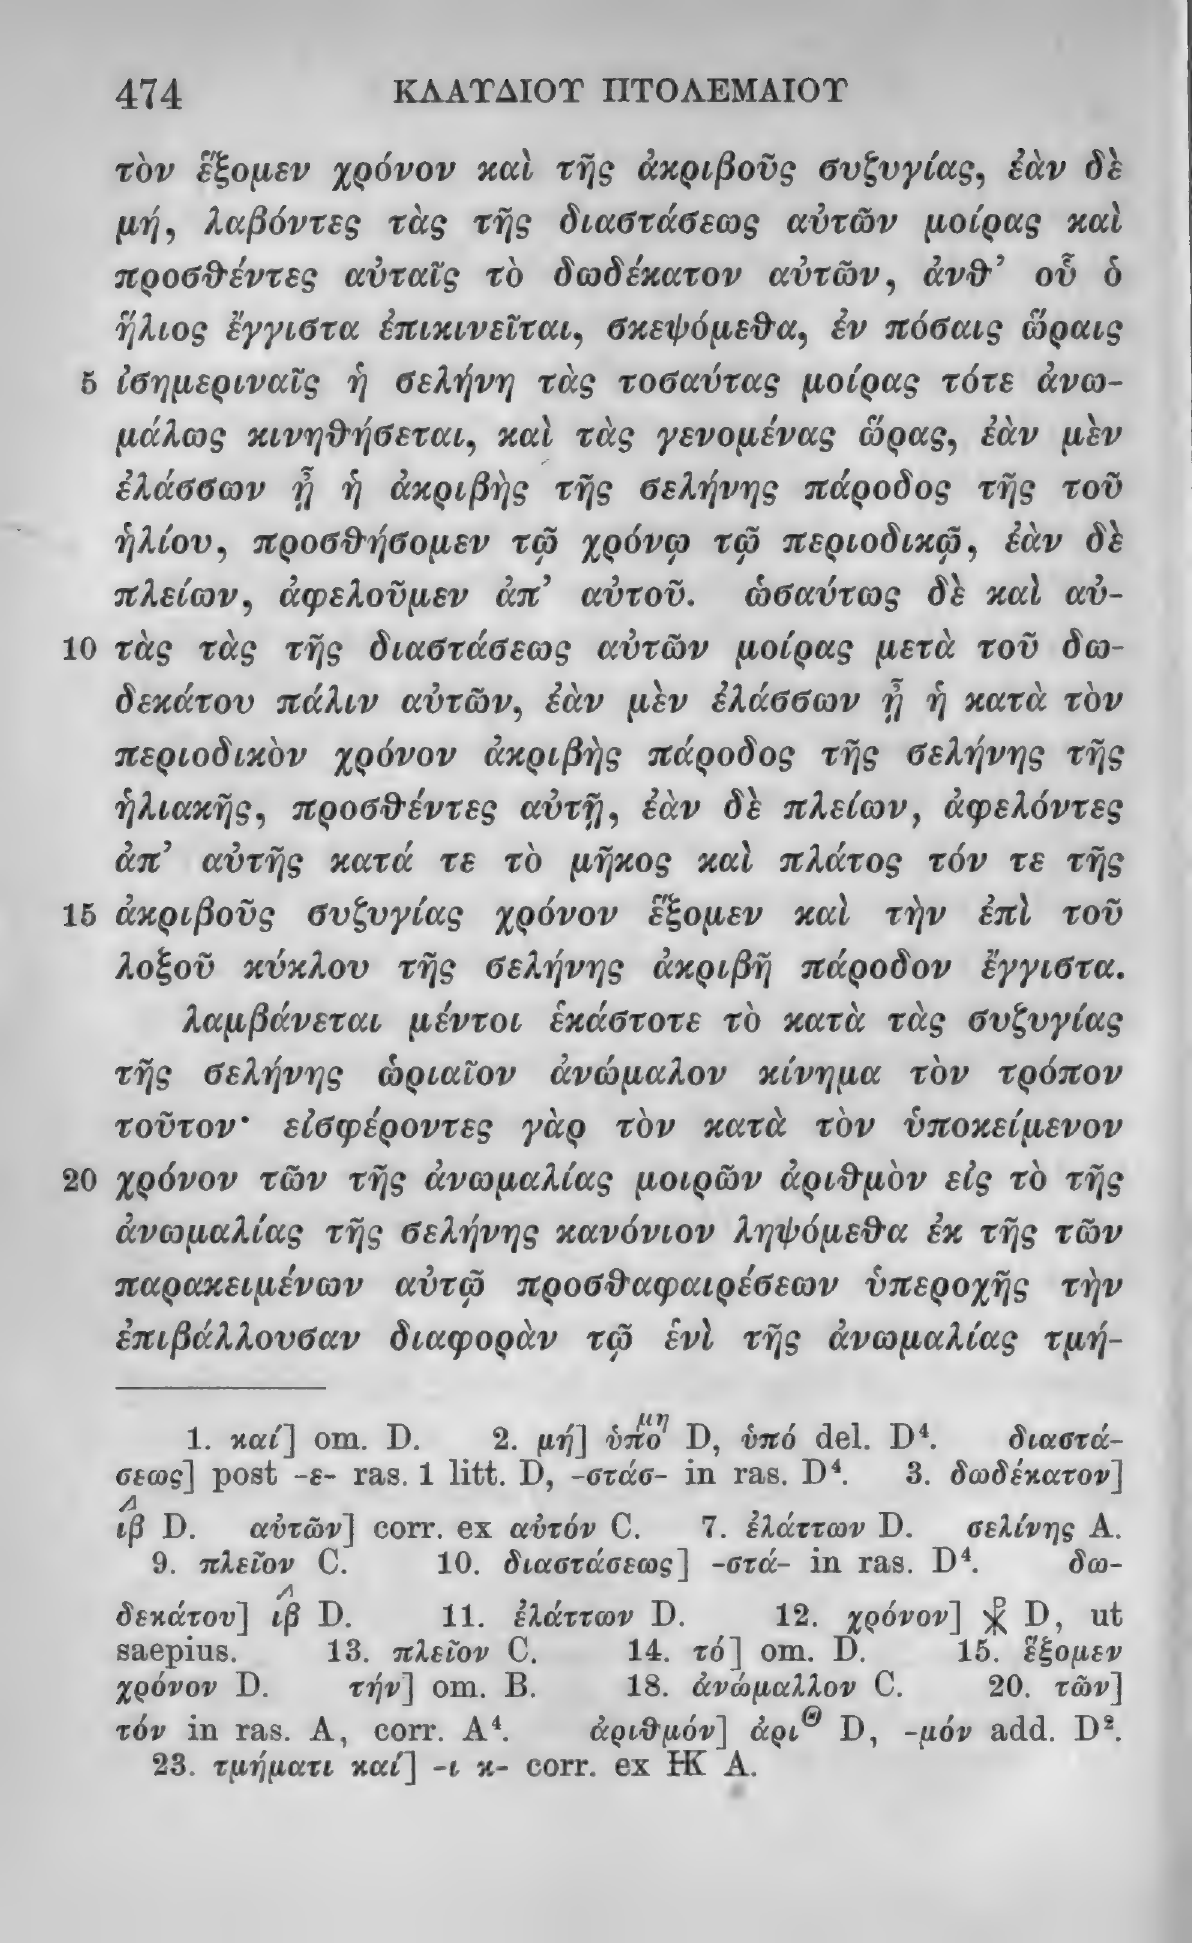 474 ΚΛΑΥΔΙΟΥ ΠΤΟΛΕΜΑΙΟΥ
τὸν ἕξομεν χρόνον καὶ τῆς ἀκριβοῦς συζυγίας, ἐὰν δὲ
μή, λαβόντες τὰς τῆς διαστάσεως αὐτῶν μοίρας καὶ
προσθέντες αὐταῖς τὸ δωδέκατον αὐτῶν, ἀνθ’ οὗ ὁ
ἥλιος ἔγγιστα ἐπικινεῖται, σκεψόμεθα, ἐν πόσαις ὥραις
5 ἰσημεριναῖς ἡ σελήνη τὰς τοσαύτας μοίρας τότε ἀνω-
μάλως κινηθήσεται, καὶ τὰς γενομένας ὥρας, ἐὰν μὲν
ἐλάσσων ᾖ ἡ ἀκριβὴς τῆς σελήνης πάροδος τῆς τοῦ
ἡλίου, προσθήσομεν τῷ χρόνῳ τῷ περιοδικῷ, ἐὰν δὲ
πλείων, ἀφελοῦμεν ἀπ’ αὐτοῦ. ὡσαύτως δὲ καὶ αὐ-
10 τὰς τὰς τῆς διαστάσεως αὐτῶν μοίρας μετὰ τοῦ δω-
δεκάτου πάλιν αὐτῶν, ἐὰν μὲν ἐλάσσων ᾖ ἡ κατὰ τὸν
περιοδικὸν χρόνον ἀκριβὴς πάροδος τῆς σελήνης τῆς
ἡλιακῆς, προσθέντες αὐτῇ, ἐὰν δὲ πλείων, ἀφελόντες
ἀπ’ αὐτῆς κατά τε τὸ μῆκος καὶ πλάτος τόν τε τῆς
15 ἀκριβοῦς συζυγίας χρόνον ἕξομεν καὶ τὴν ἐπὶ τοῦ
λοξοῦ κύκλου τῆς σελήνης ἀκριβῆ πάροδον ἔγγιστα.
λαμβάνεται μέντοι ἑκάστοτε τὸ κατὰ τὰς συζυγίας
τῆς σελήνης ὡριαῖον ἀνώμαλον κίνημα τὸν τρόπον
τοῦτον· εἰσφέροντες γὰρ τὸν κατὰ τὸν ὑποκείμενον
20 χρόνον τῶν τῆς ἀνωμαλίας μοιρῶν ἀριθμὸν εἰς τὸ τῆς
ἀνωμαλίας τῆς σελήνης κανόνιον ληψόμεθα ἐκ τῆς τῶν
παρακειμένων αὐτῷ προσθαφαιρέσεων ὑπεροχῆς τὴν
ἐπιβάλλουσαν διαφορὰν τῷ ἑνὶ τῆς ἀνωμαλίας τμή-
1. καί] om. D. 2. μή] ὑπο μη D, ὑπό del. D⁴. διαστά-
σεως] post -ε- ras. 1 litt. D, -στάσ- in ras. D⁴. 3. δωδέκατον]
ιβ D. αὐτῶν] corr. ex αὐτόν C. 7. ἐλάττων D. σελίνης A.
9. πλεῖον C. 10. διαστάσεως] -στά- in ras. D⁴. δω-
δεκάτου] ιβ D. 11. ἐλάττων D. 12. χρόνον] D, ut
saepius. 13. πλεῖον C. 14. τό] om. D. 15. ἕξομεν
χρόνον D. τήν] om. B. 18. ἀνώμαλλον C. 20. τῶν]
τόν in ras. A, corr. A⁴. ἀριθμόν] ἀριΘ D, -μόν add. D².
23. τμήματι καί] -ι κ- corr. ex A.